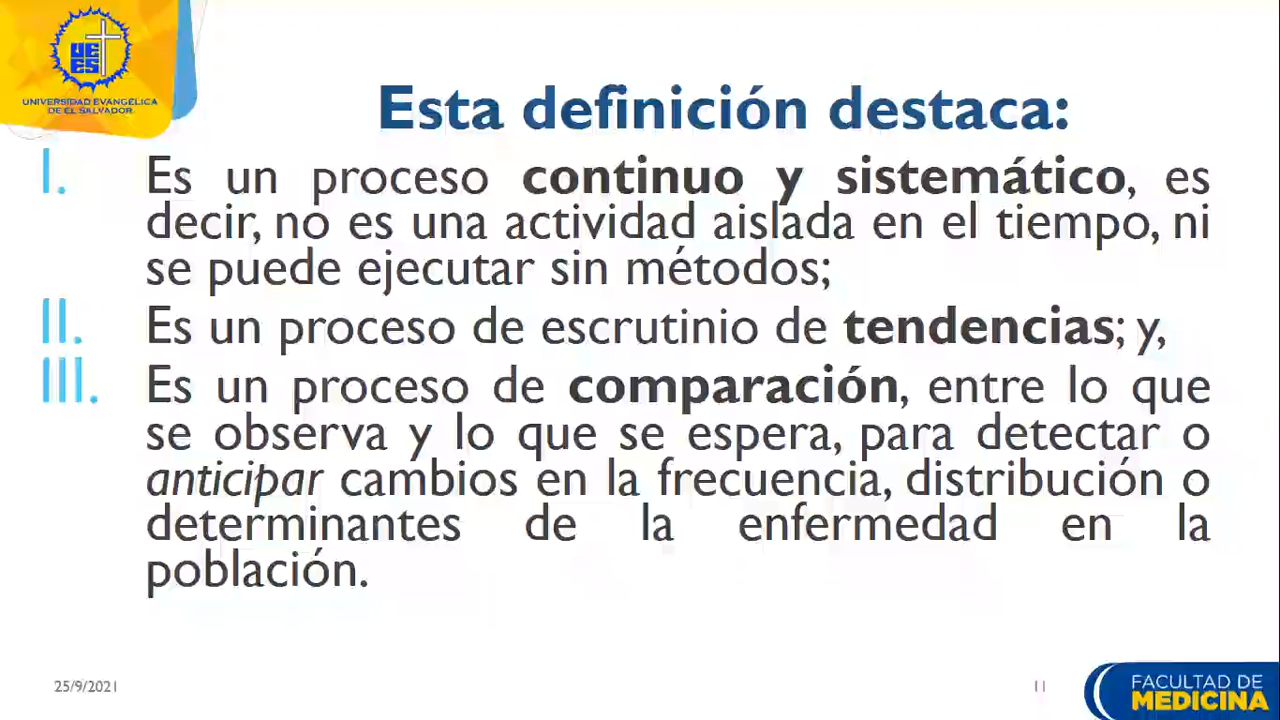 UE
ES
UNIVERSIDAD EVANGÉLICA
DE EL SALVADOR
Esta definición destaca:
I. Es un proceso continuo y sistemático, es
decir, no es una actividad aislada en el tiempo, ni
se puede ejecutar sin métodos;
II. Es un proceso de escrutinio de tendencias; y,
III. Es un proceso de comparación, entre lo que
se observa y lo que se espera, para detectar o
anticipar cambios en la frecuencia, distribución o
determinantes de la enfermedad en la
población.
25/9/2021
11
FACULTAD DE
MEDICINA